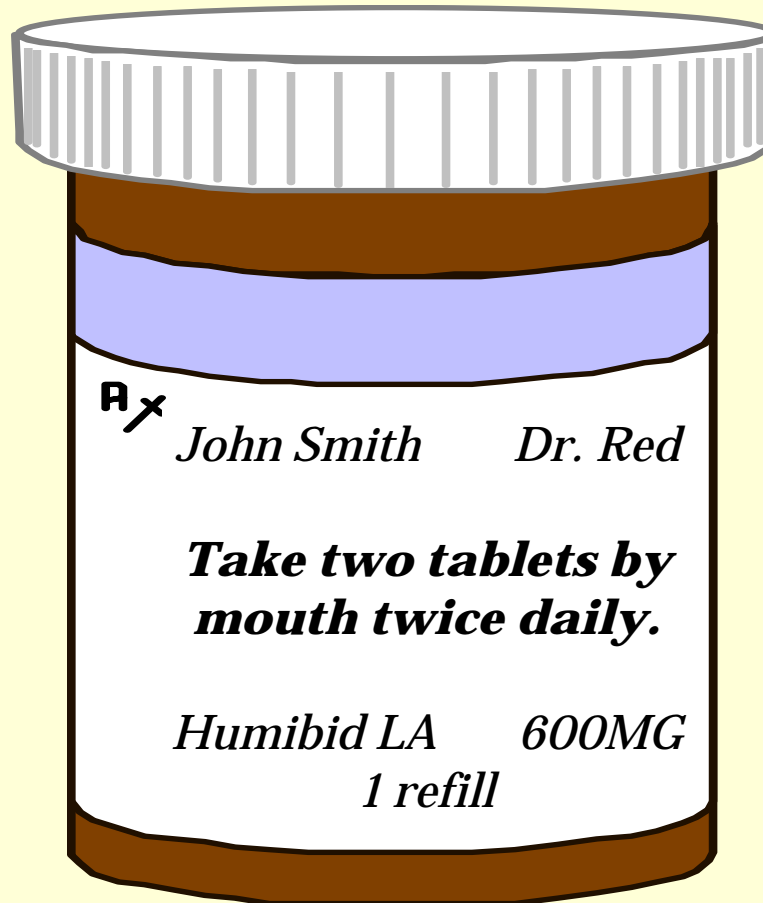 Rx
John Smith Dr. Red
Take two tablets by
mouth twice daily.
Humibid LA 600MG
1 refill